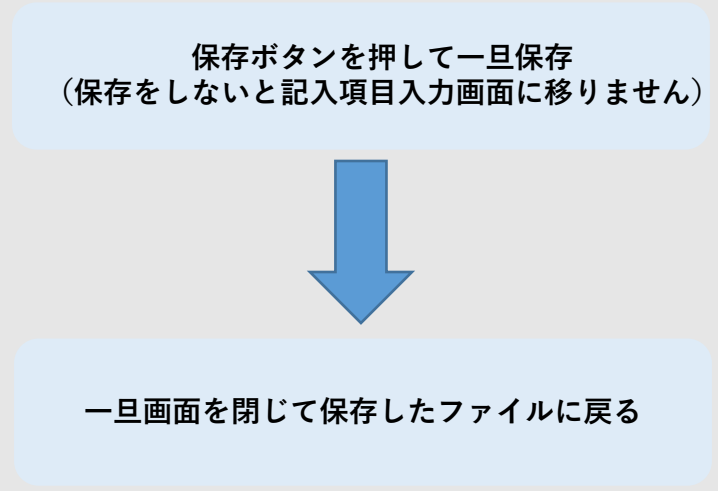 保存ボタンを押して一旦保存
（保存をしないと記入項目入力画面に移りません）
一旦画面を閉じて保存したファイルに戻る